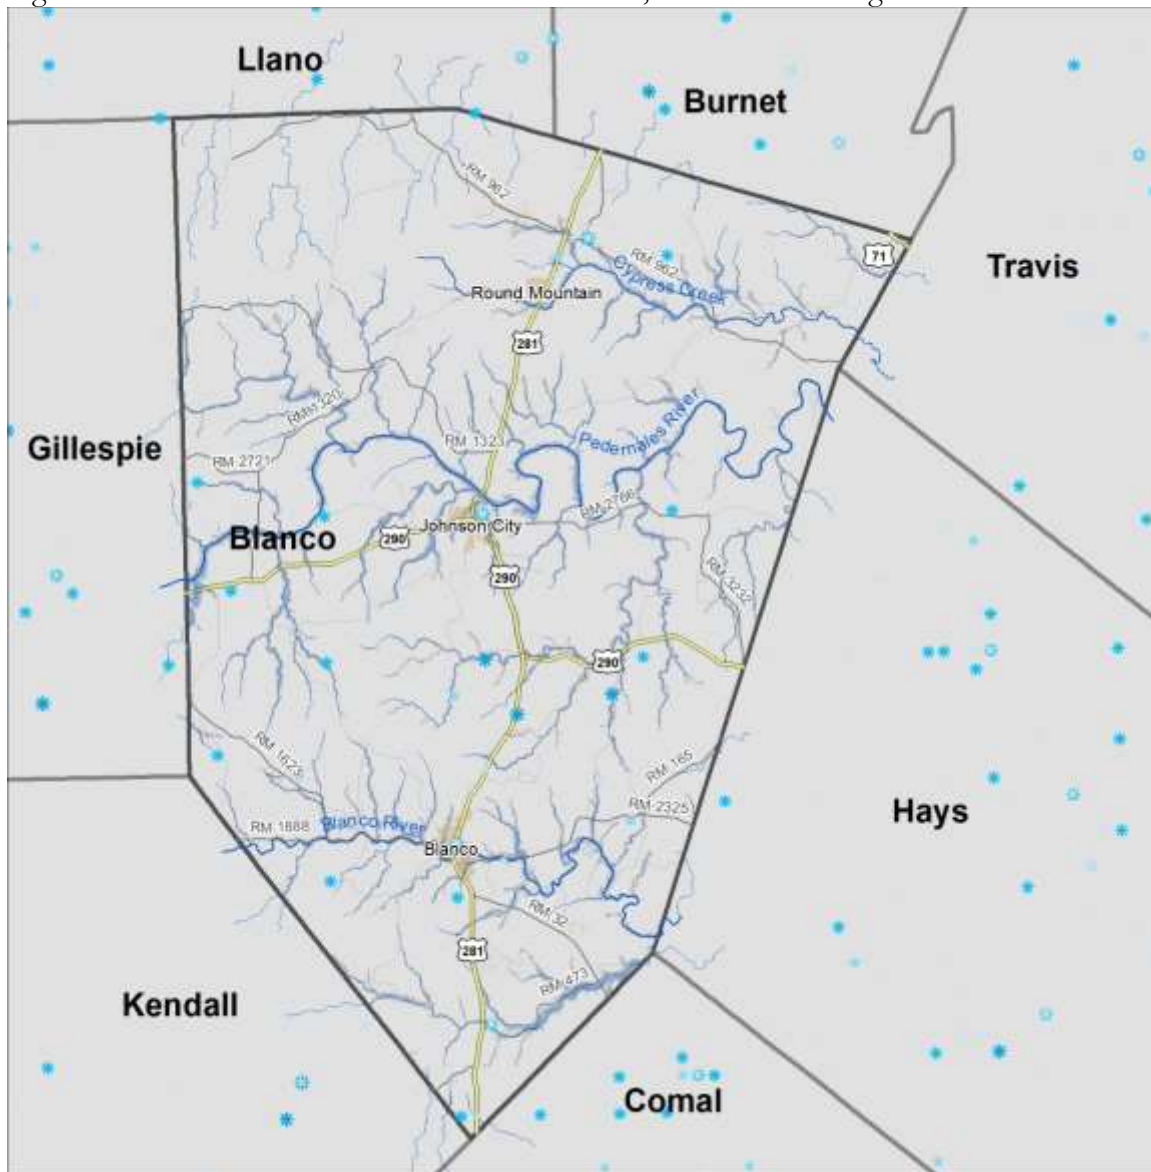 Llano
Burnet
RM 962
71
Travis
RM 962
Cypress Creek
Round Mountain
281
RM 1320
Pedernales River
RM 1323
Gillespie
RM 2721
RM 2766
Johnson City
Blanco
290
290
RM 3232
290
RM 1623
RM 165
RM 2325
Hays
RM 1888
Blanco River
Blanco
RM 32
281
RM 473
Kendall
Comal